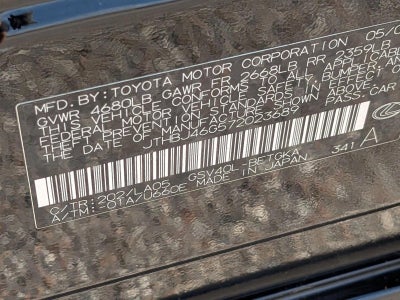 MFD. BY: TOYOTA MOTOR CORPORATION 05/0
GVWR 4680LB GAWR FR 2668LB RR 2359LB
THIS VEHICLE CONFORMS TO ALL APPLICABLE
FEDERAL MOTOR VEHICLE SAFETY, BUMPER, AND
THEFT PREVENTION STANDARDS IN EFFECT ON
THE DATE OF MANUFACTURE
JTHBJ46G572023689 PASS. CAR
C/TR: 202/LA05 GSV40L-BETGKA 341 A
A/TM: -01A/U660E MADE IN JAPAN.